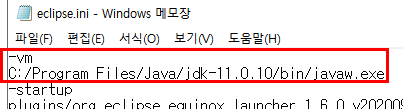 eclipse.ini - Windows 메모장
파일(F) 편집(E) 서식(O) 보기(V) 도움말(H)
-vm
C:/Program Files/Java/jdk-11.0.10/bin/javaw.exe
-startup
plugins/org.eclipse.equinox.launcher_1.6.0.v202009